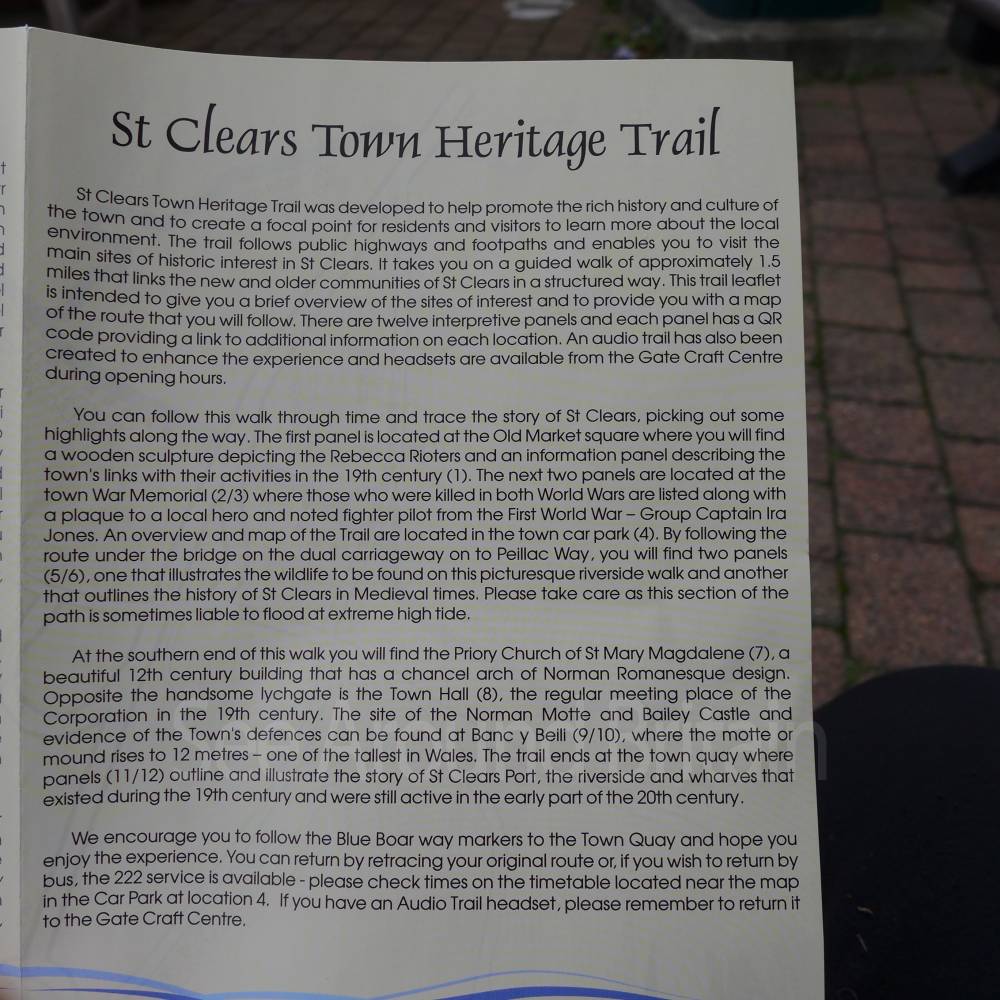 St Clears Town Heritage Trail
St Clears Town Heritage Trail was developed to help promote the rich history and culture of
the town and to create a focal point for residents and visitors to learn more about the local
environment. The trail follows public highways and footpaths and enables you to visit the
main sites of historic interest in St Clears. It takes you on a guided walk of approximately 1.5
miles that links the new and older communities of St Clears in a structured way. This trail leaflet
is intended to give you a brief overview of the sites of interest and to provide you with a map
of the route that you will follow. There are twelve interpretive panels and each panel has a QR
code providing a link to additional information on each location. An audio trail has also been
created to enhance the experience and headsets are available from the Gate Craft Centre
during opening hours.
You can follow this walk through time and trace the story of St Clears, picking out some
highlights along the way. The first panel is located at the Old Market square where you will find
a wooden sculpture depicting the Rebecca Rioters and an information panel describing the
town's links with their activities in the 19th century (1). The next two panels are located at the
town War Memorial (2/3) where those who were killed in both World Wars are listed along with
a plaque to a local hero and noted fighter pilot from the First World War – Group Captain Ira
Jones. An overview and map of the Trail are located in the town car park (4). By following the
route under the bridge on the dual carriageway on to Peillac Way, you will find two panels
(5/6), one that illustrates the wildlife to be found on this picturesque riverside walk and another
that outlines the history of St Clears in Medieval times. Please take care as this section of the
path is sometimes liable to flood at extreme high tide.
At the southern end of this walk you will find the Priory Church of St Mary Magdalene (7), a
beautiful 12th century building that has a chancel arch of Norman Romanesque design.
Opposite the handsome lychgate is the Town Hall (8), the regular meeting place of the
Corporation in the 19th century. The site of the Norman Motte and Bailey Castle and
evidence of the Town's defences can be found at Banc y Beili (9/10), where the motte or
mound rises to 12 metres – one of the tallest in Wales. The trail ends at the town quay where
panels (11/12) outline and illustrate the story of St Clears Port, the riverside and wharves that
existed during the 19th century and were still active in the early part of the 20th century.
We encourage you to follow the Blue Boar way markers to the Town Quay and hope you
enjoy the experience. You can return by retracing your original route or, if you wish to return by
bus, the 222 service is available - please check times on the timetable located near the map
in the Car Park at location 4. If you have an Audio Trail headset, please remember to return it
to the Gate Craft Centre.